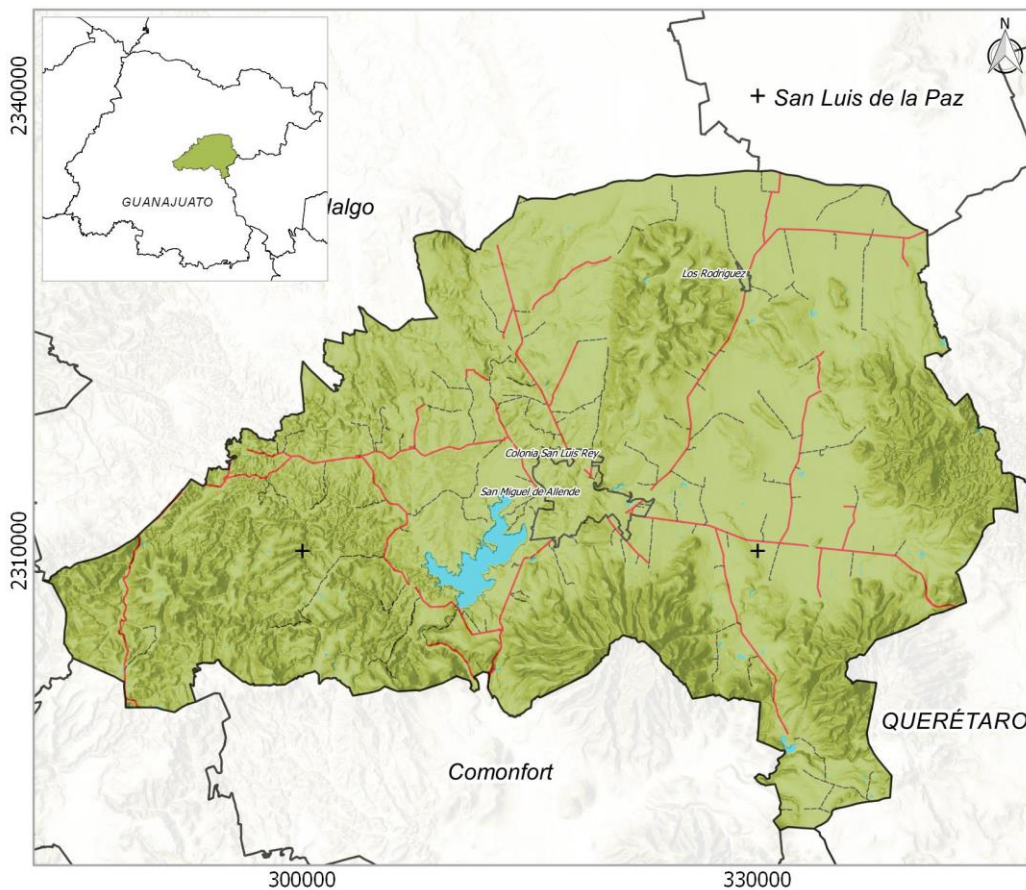 N
2340000
+ San Luis de la Paz
GUANAJUATO
dalgo
Los Rodriguez
Colonia San Luis Rey
San Miguel de Allende
2310000
QUERÉTARO
Comonfort
300000
330000